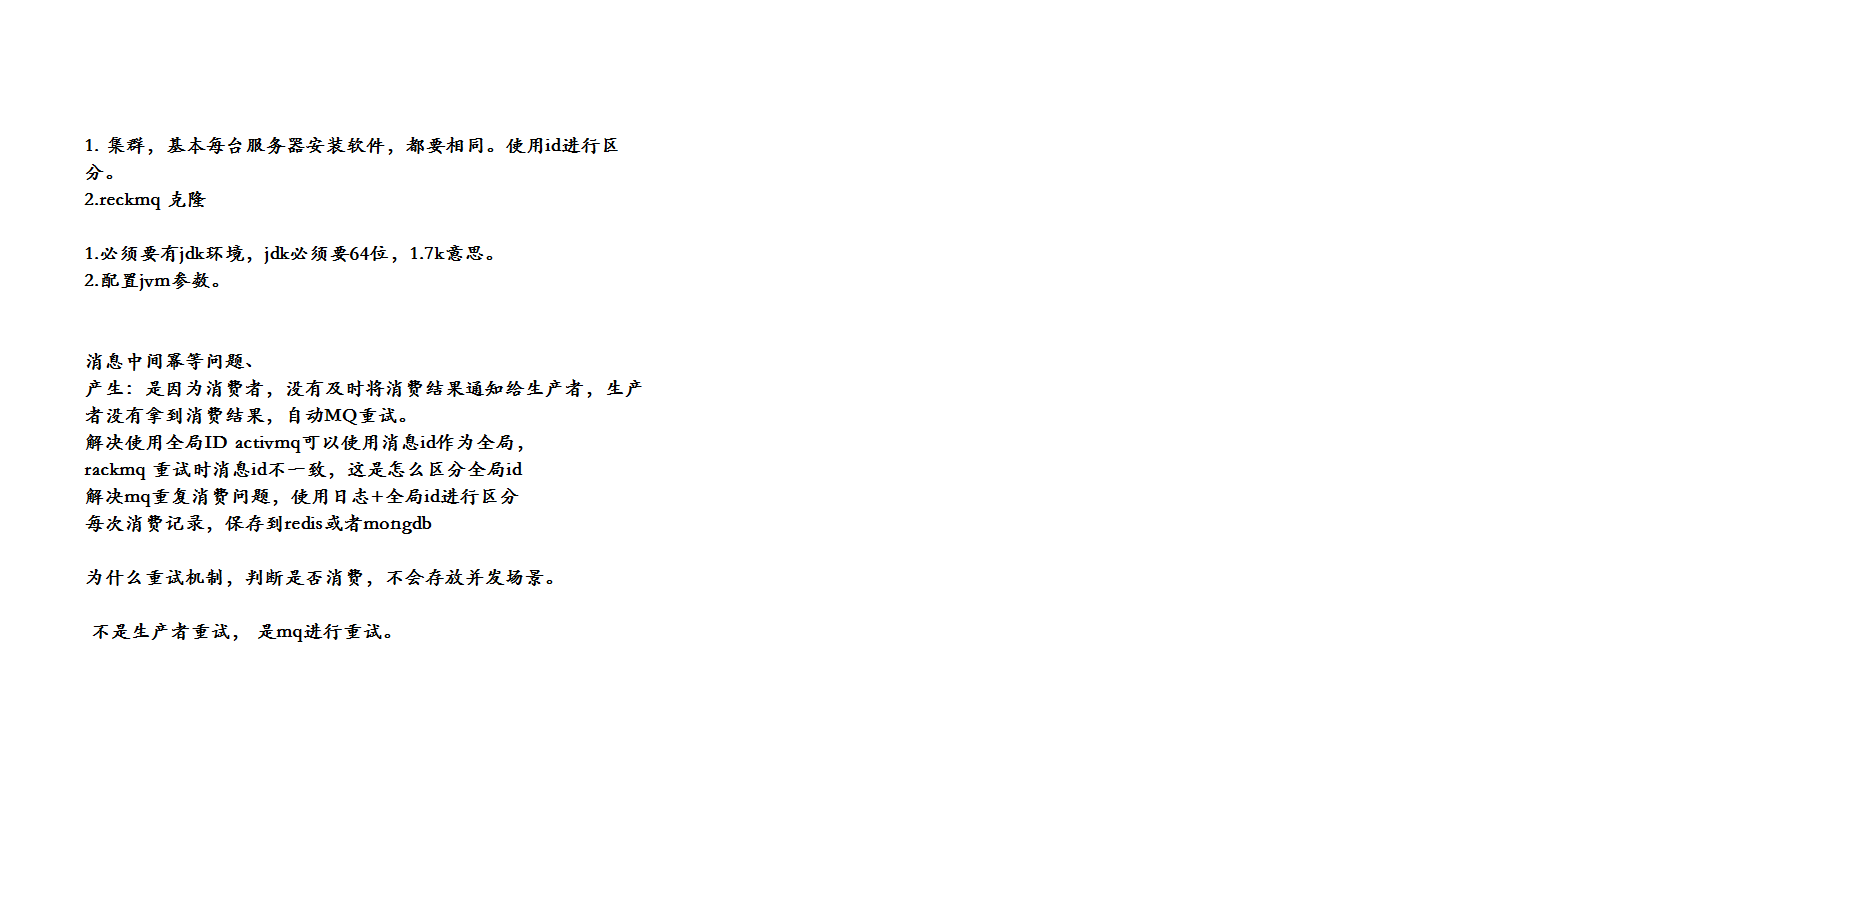 1. 集群，基本每台服务器安装软件，都要相同。使用id进行区
分。
2.reckmq 克隆
1.必须要有jdk环境，jdk必须要64位，1.7k意思。
2.配置jvm参数。
消息中间幂等问题、
产生：是因为消费者，没有及时将消费结果通知给生产者，生产
者没有拿到消费结果，自动MQ重试。
解决使用全局ID activmq可以使用消息id作为全局，
rackmq 重试时消息id不一致，这是怎么区分全局id
解决mq重复消费问题，使用日志+全局id进行区分
每次消费记录，保存到redis或者mongdb
为什么重试机制，判断是否消费，不会存放并发场景。
不是生产者重试， 是mq进行重试。